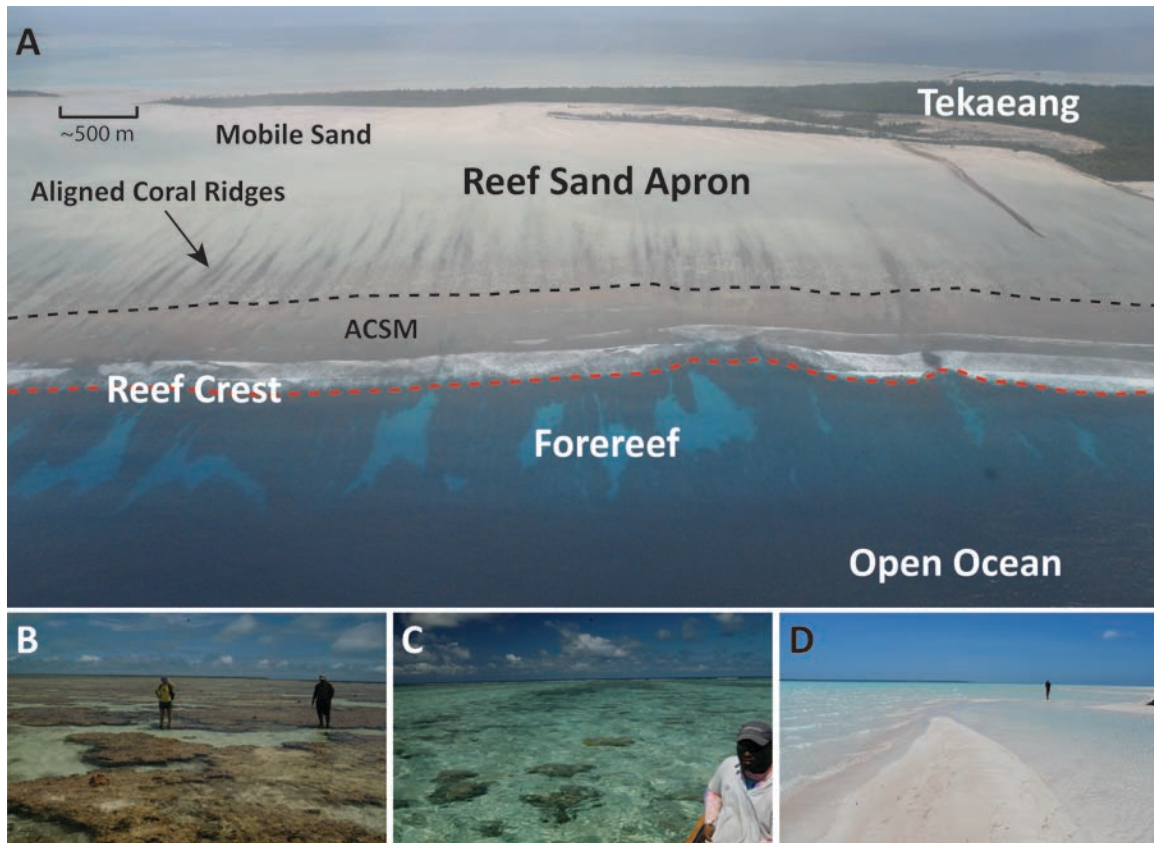 A
Tekaeang
~500 m
Mobile Sand
Reef Sand Apron
Aligned Coral Ridges
ACSM
Reef Crest
Forereef
Open Ocean
B
C
D